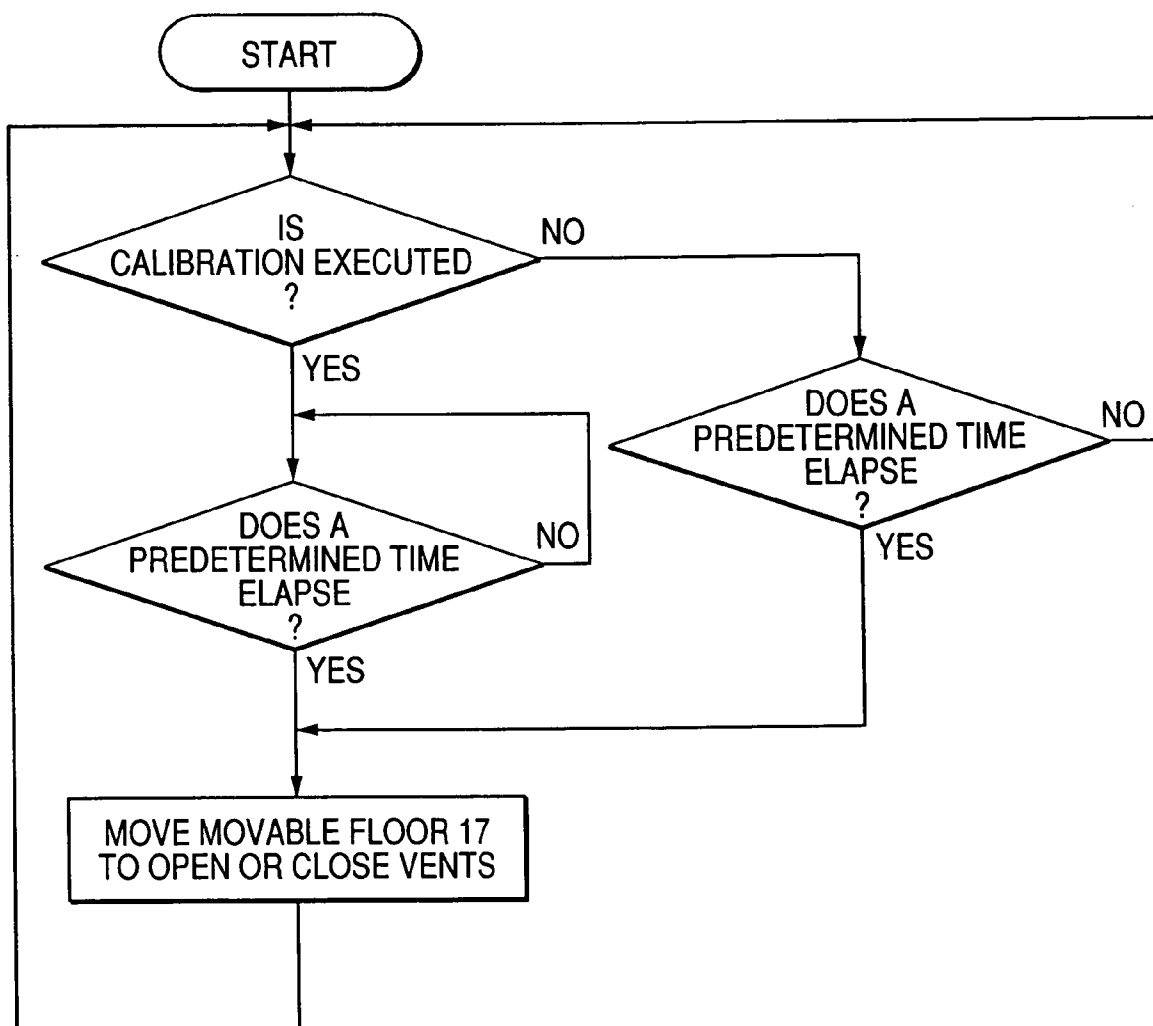 START
IS
CALIBRATION EXECUTED
?
NO
YES
DOES A
PREDETERMINED TIME
ELAPSE
?
NO
YES
DOES A
PREDETERMINED TIME
ELAPSE
?
NO
YES
MOVE MOVABLE FLOOR 17
TO OPEN OR CLOSE VENTS